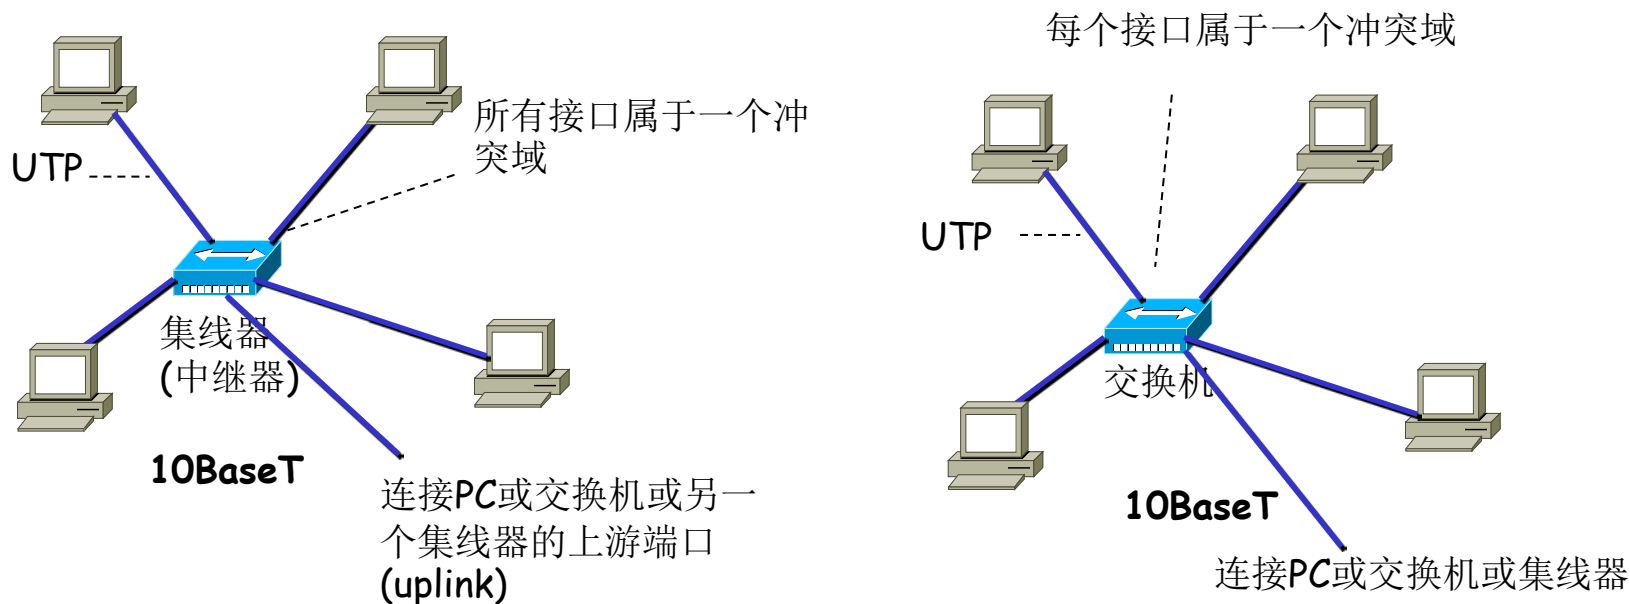 所有接口属于一个冲
突域
UTP
集线器
(中继器)
10BaseT
连接PC或交换机或另一
个集线器的上游端口
(uplink)
每个接口属于一个冲突域
UTP
交换机
10BaseT
连接PC或交换机或集线器